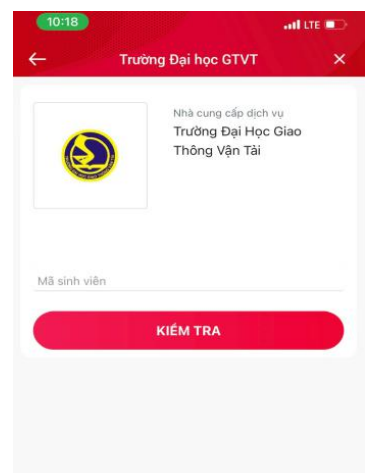 10:18
LTE
Trường Đại học GTVT
Nhà cung cấp dịch vụ
Trường Đại Học Giao
Thông Vận Tải
Mã sinh viên
KIỂM TRA